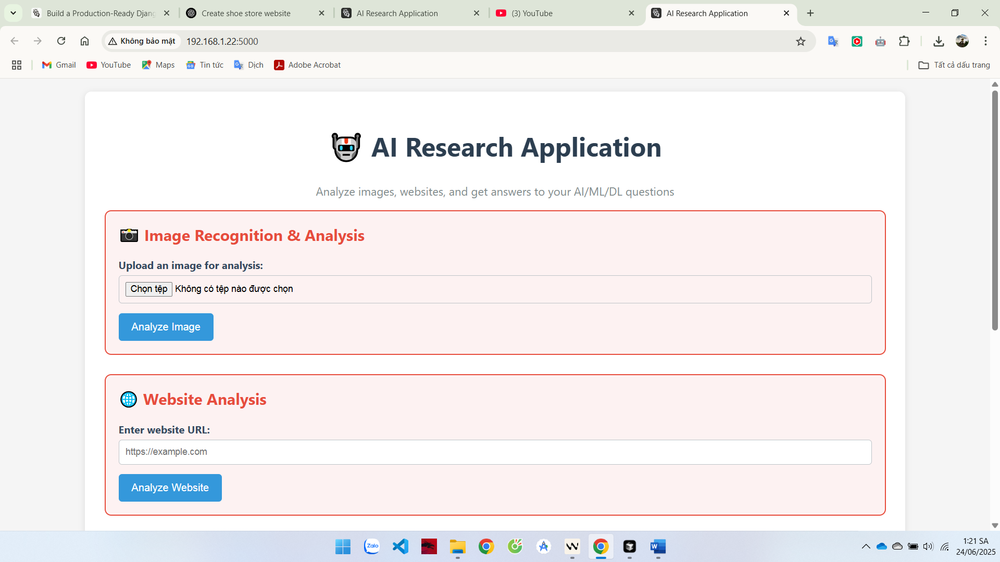 Build a Production-Ready Djang
Create shoe store website
AI Research Application
(3) YouTube
AI Research Application
Không bảo mật
192.168.1.22:5000
Gmail
YouTube
Maps
Tin tức
Dịch
Adobe Acrobat
Tất cả dấu trang
AI Research Application
Analyze images, websites, and get answers to your AI/ML/DL questions
Image Recognition & Analysis
Upload an image for analysis:
Chọn tệp Không có tệp nào được chọn
Analyze Image
Website Analysis
Enter website URL:
https://example.com
Analyze Website
Zalo
W
1:21 SA
24/06/2025